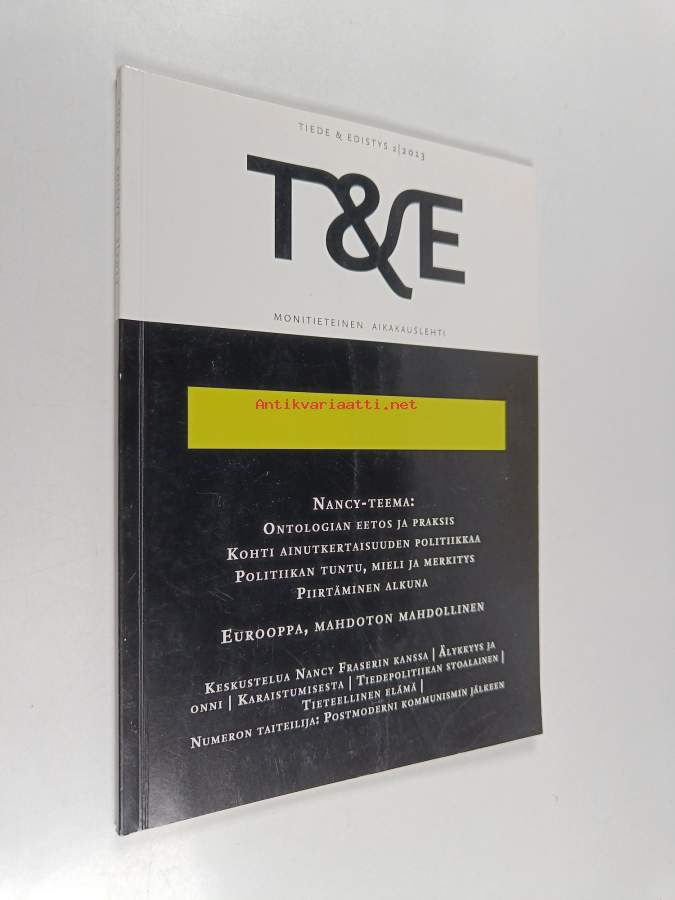 TIEDE & EDISTYS 2|2013
T&E
MONITIETEINEN AIKAKAUSLEHTI
Antikvariaatti.net
NANCY-TEEMA:
ONTOLOGIAN EETOS JA PRAKSIS
KOHTI AINUTKERTAISUUDEN POLITIIKKAA
POLITIIKAN TUNTU, MIELI JA MERKITYS
PIIRTÄMINEN ALKUNA
EUROOPPA, MAHDOTON MAHDOLLINEN
KESKUSTELUA NANCY FRASERIN KANSSA | ÄLYKKYYS JA
ONNI | KARAISTUMISESTA | TIEDEPOLITIIKAN STOALAINEN |
TIETEELLINEN ELÄMÄ |
NUMERON TAITEILIJA: POSTMODERNI KOMMUNISMIN JÄLKEEN